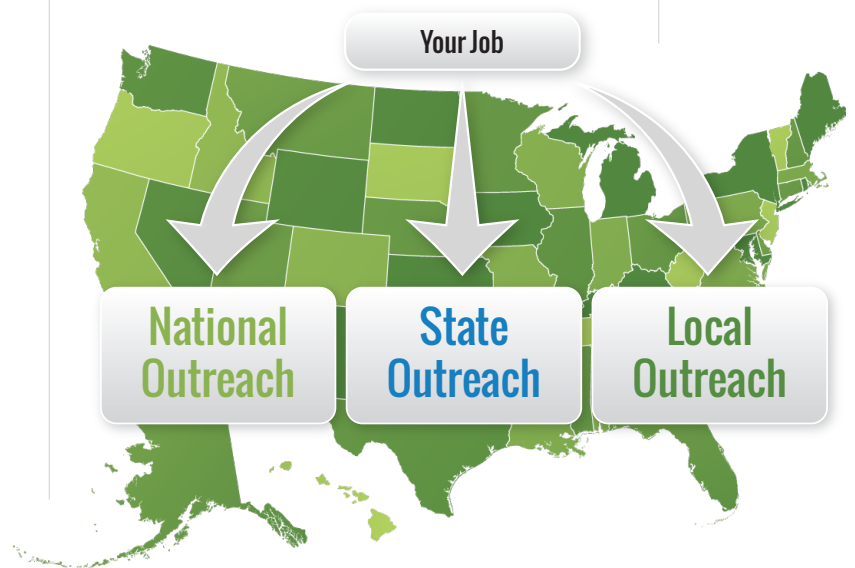 Your Job
National
Outreach
State
Outreach
Local
Outreach